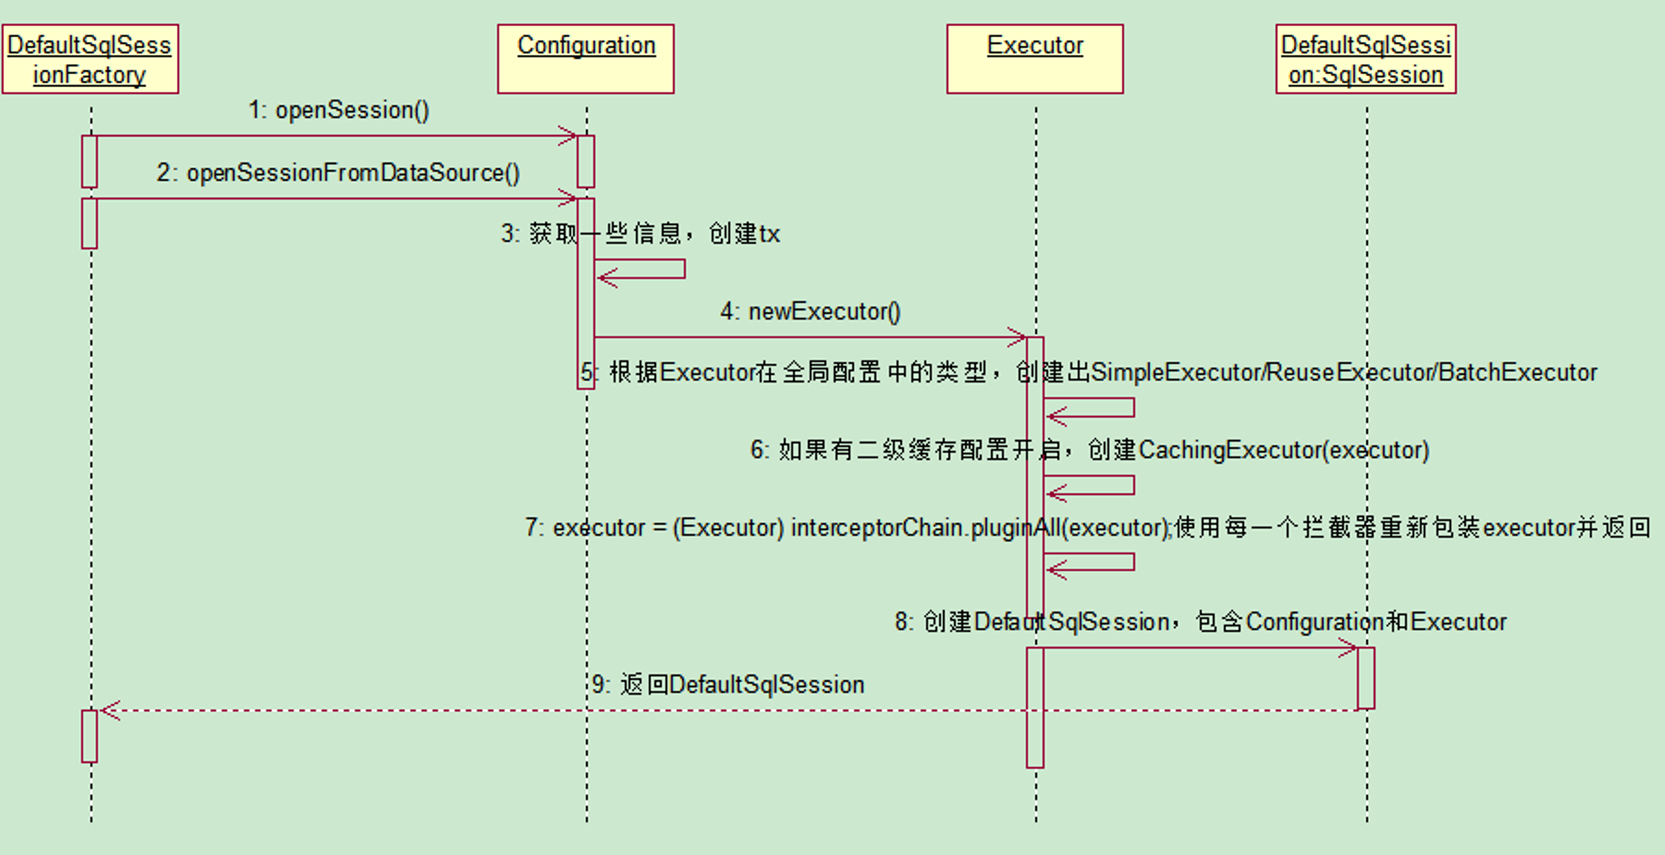 DefaultSqlSess
ionFactory
Configuration
Executor
DefaultSqlSessi
on:SqlSession
1: openSession()
2: openSessionFromDataSource()
3: 获取一些信息，创建tx
4: newExecutor()
5: 根据Executor在全局配置中的类型，创建出SimpleExecutor/ReuseExecutor/BatchExecutor
6: 如果有二级缓存配置开启，创建CachingExecutor(executor)
7: executor = (Executor) interceptorChain.pluginAll(executor);使用每一个拦截器重新包装executor并返回
8: 创建DefaultSqlSession，包含Configuration和Executor
9: 返回DefaultSqlSession